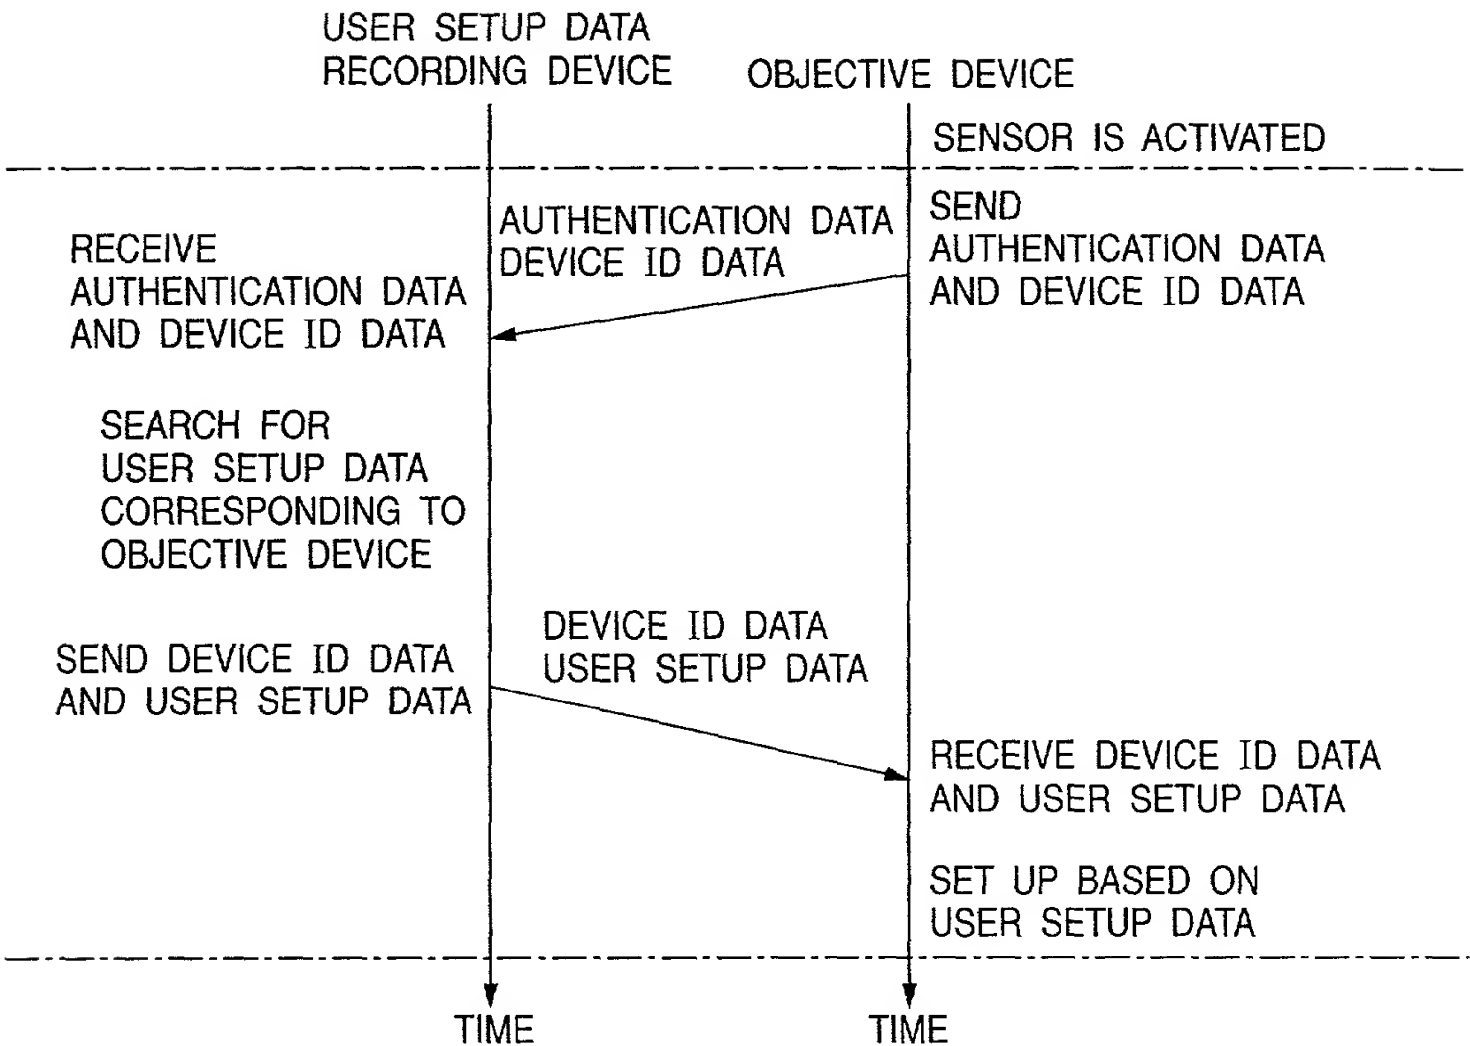 USER SETUP DATA
RECORDING DEVICE
OBJECTIVE DEVICE
SENSOR IS ACTIVATED
SEND
AUTHENTICATION DATA
AND DEVICE ID DATA
AUTHENTICATION DATA
DEVICE ID DATA
RECEIVE
AUTHENTICATION DATA
AND DEVICE ID DATA
SEARCH FOR
USER SETUP DATA
CORRESPONDING TO
OBJECTIVE DEVICE
SEND DEVICE ID DATA
AND USER SETUP DATA
DEVICE ID DATA
USER SETUP DATA
RECEIVE DEVICE ID DATA
AND USER SETUP DATA
SET UP BASED ON
USER SETUP DATA
TIME
TIME